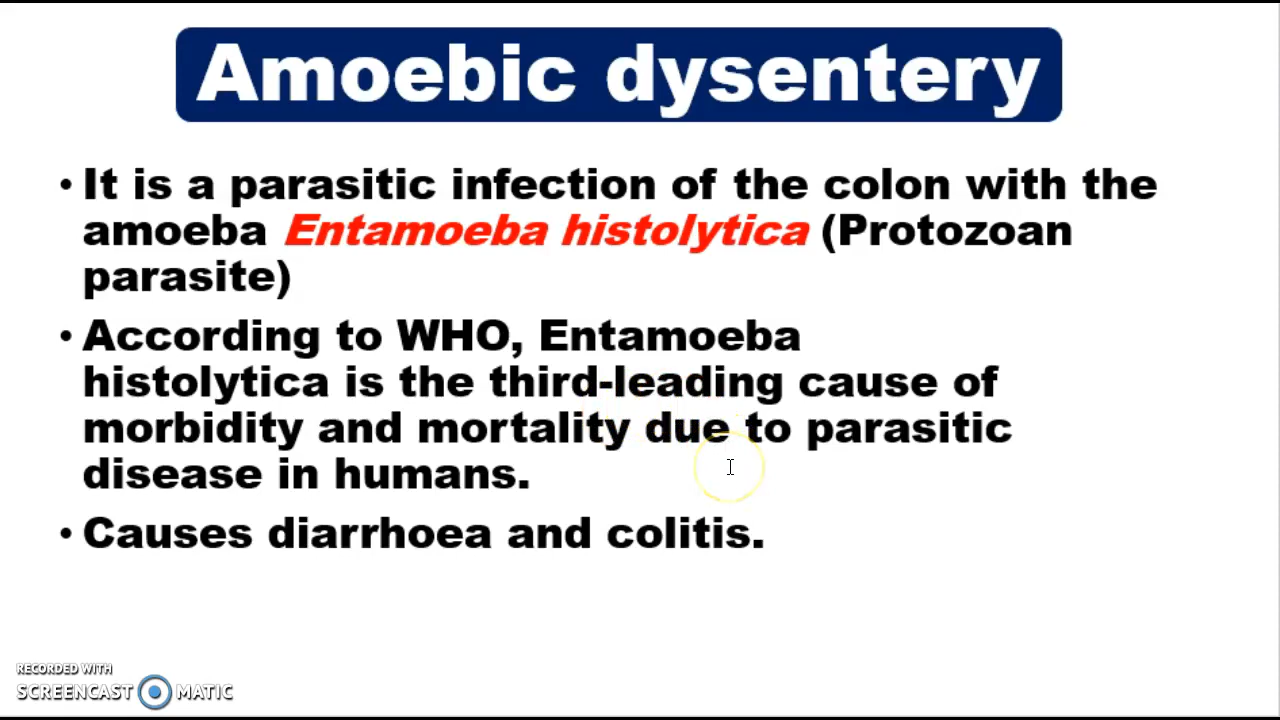 Amoebic dysentery
• It is a parasitic infection of the colon with the
amoeba Entamoeba histolytica (Protozoan
parasite)
• According to WHO, Entamoeba
histolytica is the third-leading cause of
morbidity and mortality due to parasitic
disease in humans.
• Causes diarrhoea and colitis.
RECORDED WITH
SCREENCAST MATIC